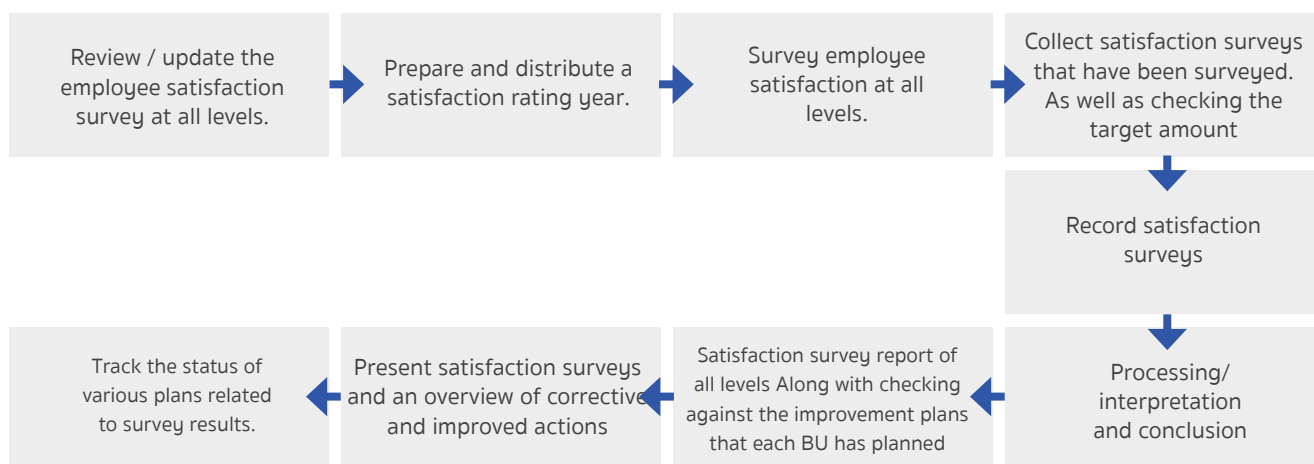 Review / update the
employee satisfaction
survey at all levels.
Prepare and distribute a
satisfaction rating year.
Survey employee
satisfaction at all
levels.
Collect satisfaction surveys
that have been surveyed.
As well as checking the
target amount
Record satisfaction
surveys
Processing/
interpretation
and conclusion
Satisfaction survey report of
all levels Along with checking
against the improvement plans
that each BU has planned
Present satisfaction surveys
and an overview of corrective
and improved actions
Track the status of
various plans related
to survey results.